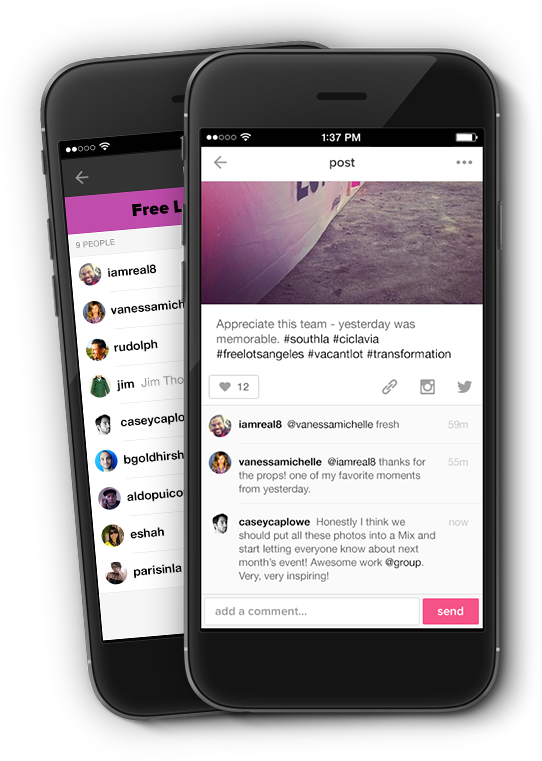 Free L
9 PEOPLE
iamreal8
vanessamich
rudolph
jim Jim Tho
caseycaplow
bgoldhirsh
aldopuico
eshah
parisinla
1:37 PM
post
Appreciate this team - yesterday was
memorable. #southla #ciclavia
#freelotsangeles #vacantlot #transformation
12
iamreal8 @vanessamichelle fresh 59m
vanessamichelle @iamreal8 thanks for 55m
the props! one of my favorite moments
from yesterday.
caseycaplowe Honestly I think we now
should put all these photos into a Mix and
start letting everyone know about next
month's event! Awesome work @group.
Very, very inspiring!
add a comment...
send